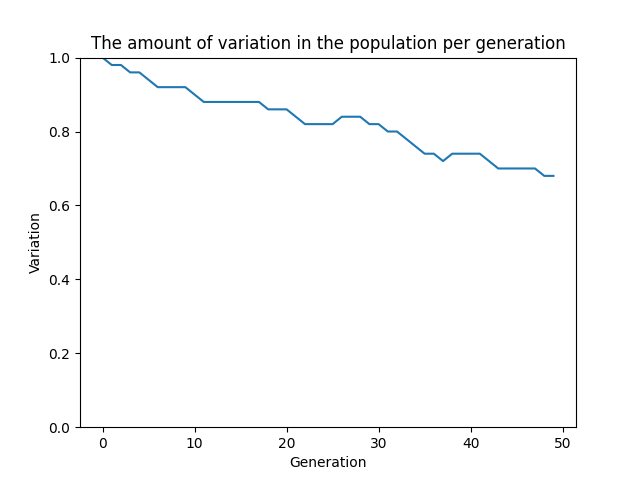 The amount of variation in the population per generation
1.0
0.8
0.6
0.4
0.2
0.0
Variation
0 10 20 30 40 50
Generation